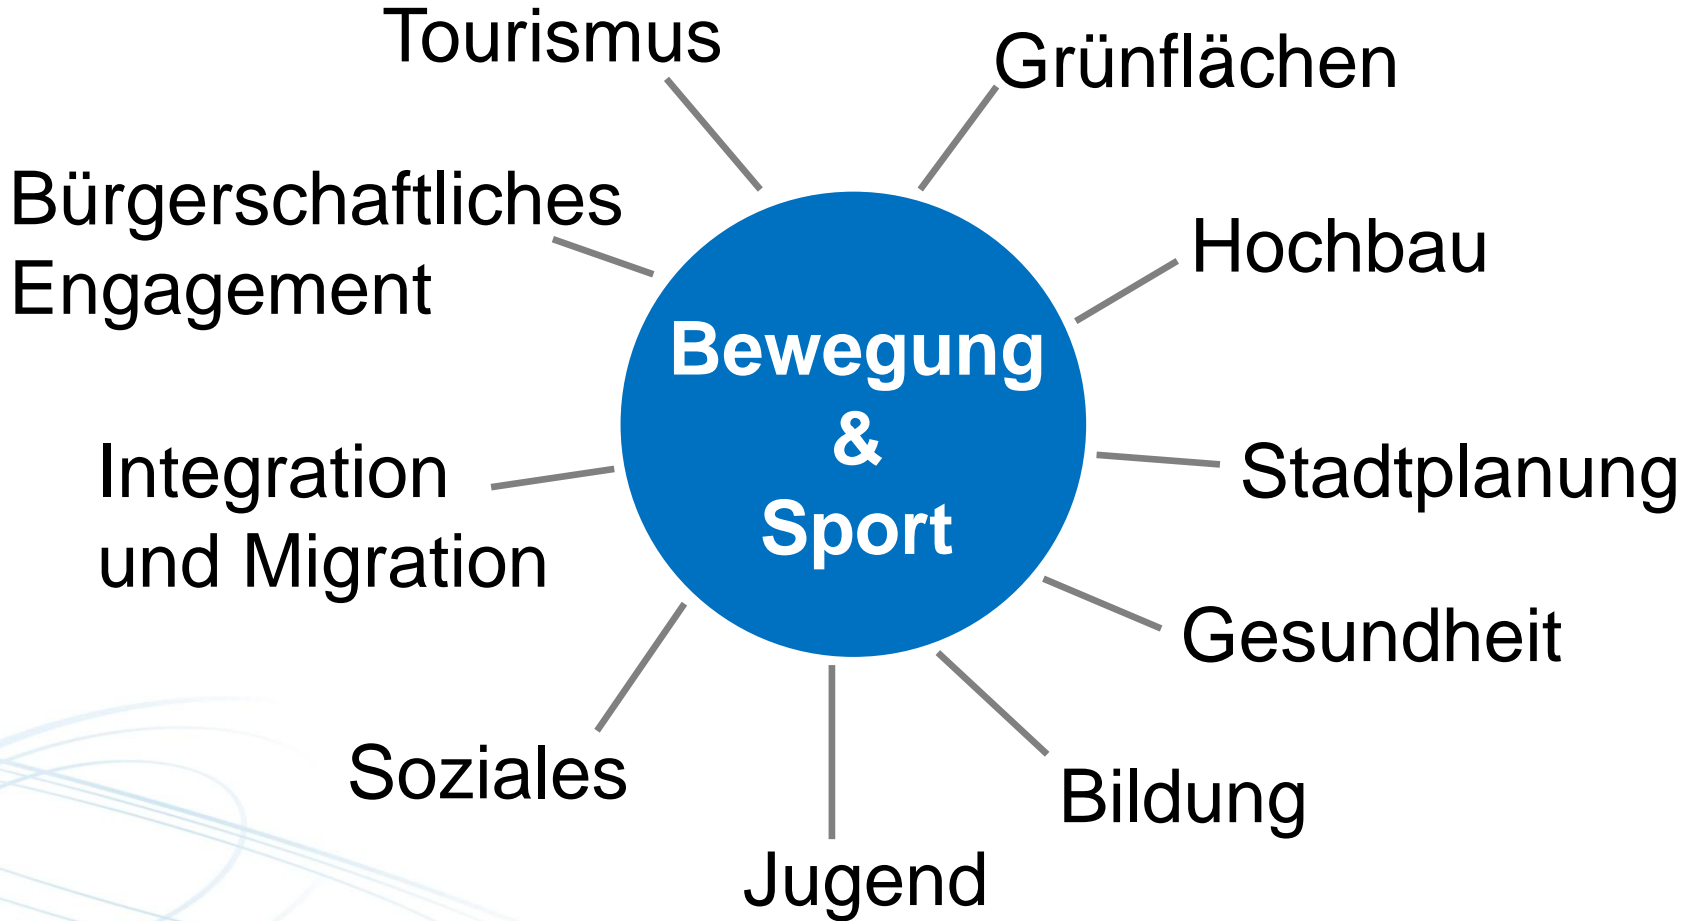 Tourismus
Grünflächen
Bürgerschaftliches
Engagement
Hochbau
Bewegung
&
Sport
Integration
und Migration
Stadtplanung
Gesundheit
Soziales
Bildung
Jugend